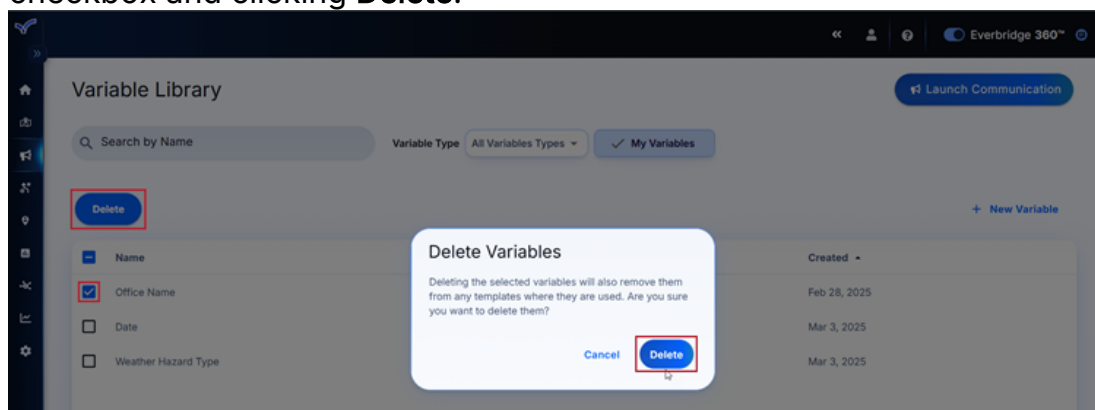 checkbox and clicking Delete.
Everbridge 360™
Variable Library
Launch Communication
Search by Name
Variable Type
All Variables Types
My Variables
Delete
+ New Variable
Name
Created
Office Name
Feb 28, 2025
Date
Mar 3, 2025
Weather Hazard Type
Mar 3, 2025
Delete Variables
Deleting the selected variables will also remove them
from any templates where they are used. Are you sure
you want to delete them?
Cancel
Delete